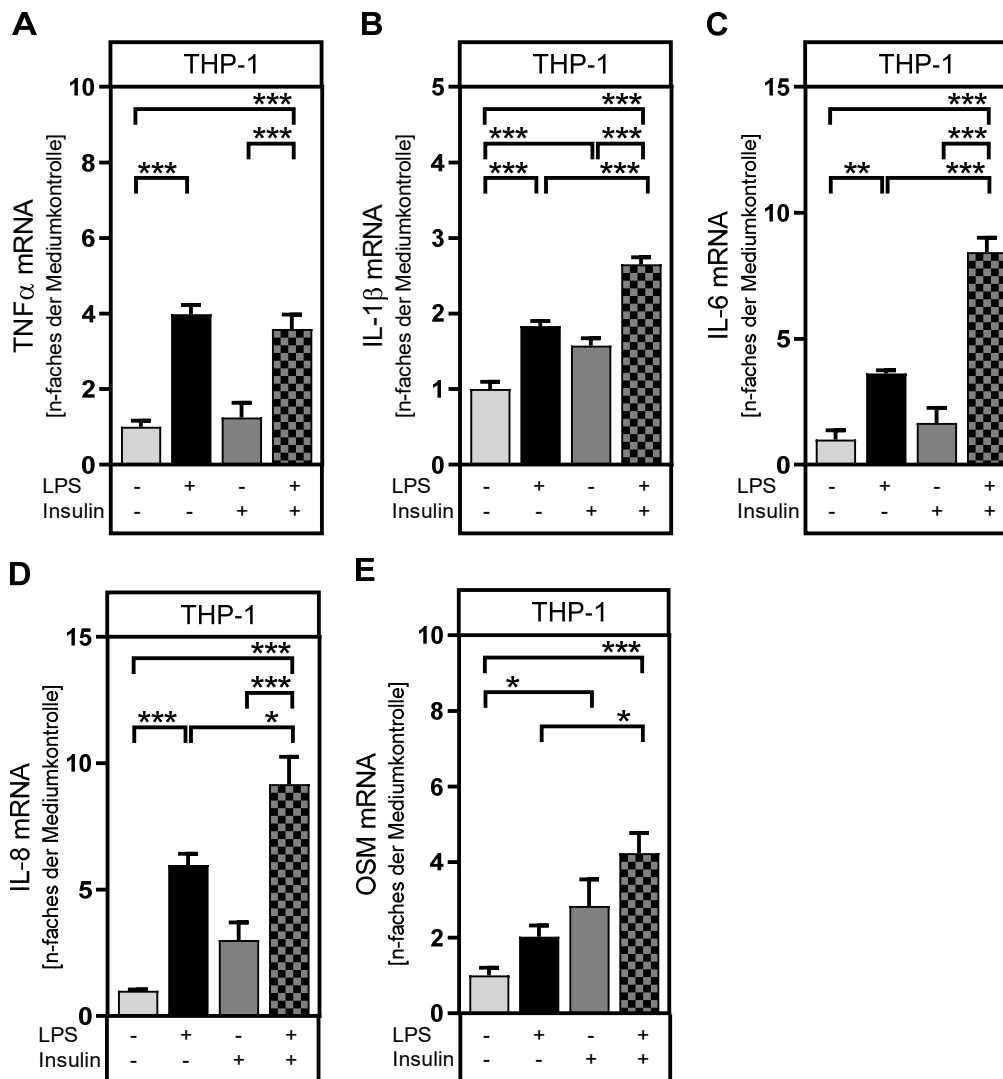 A
THP-1
TNFα mRNA
[n-faches der Mediumkontrolle]
10
8
6
4
2
0
***
***
***
LPS - + - +
Insulin - - + +
B
THP-1
IL-1β mRNA
[n-faches der Mediumkontrolle]
5
4
3
2
1
0
***
*** ***
*** ***
LPS - + - +
Insulin - - + +
C
THP-1
IL-6 mRNA
[n-faches der Mediumkontrolle]
15
10
5
0
***
***
** ***
LPS - + - +
Insulin - - + +
D
THP-1
IL-8 mRNA
[n-faches der Mediumkontrolle]
15
10
5
0
***
***
*** *
LPS - + - +
Insulin - - + +
E
THP-1
OSM mRNA
[n-faches der Mediumkontrolle]
10
8
6
4
2
0
***
*
*
LPS - + - +
Insulin - - + +